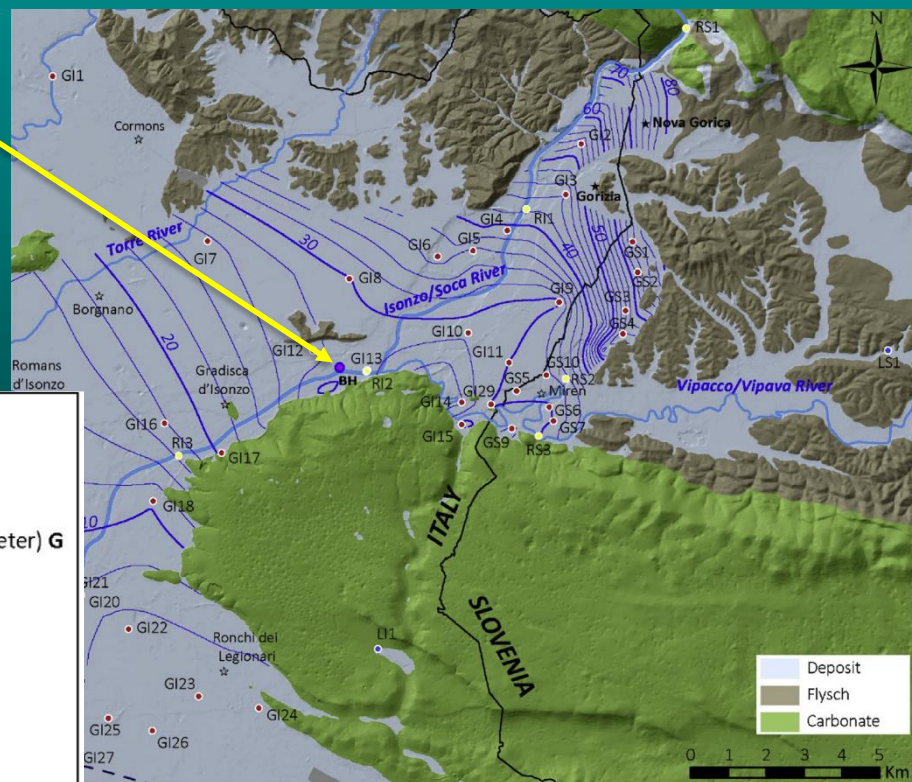 RS1
N
GI1
70
80
60
Cormons
Nova Gorica
GI2
GI3
Gorizia
RI1
GI4
50
Torre River
GI7
30
GI6
GI5
40
GS1
GI8
GS2
Isonzo/Soca River
GI9
GS3
Borgnano
GS4
20
GI10
GI12
GI13
GI11
LS1
Romans
d'Isonzo
Gradisca
d'Isonzo
BH
RI2
GS10
RS2
GS5
Miren
Vipacco/Vipava River
GI14
GI29
GS6
GI16
GI15
GS9
GS7
RI3
RS3
GI17
eter) G
GI18
ITALY
10
SLOVENIA
GI21
GI20
GI22
Ronchi dei
Legionari
LI1
GI23
GI24
Deposit
GI25
Flysch
GI26
Carbonate
GI27
0 1 2 3 4 5
Km